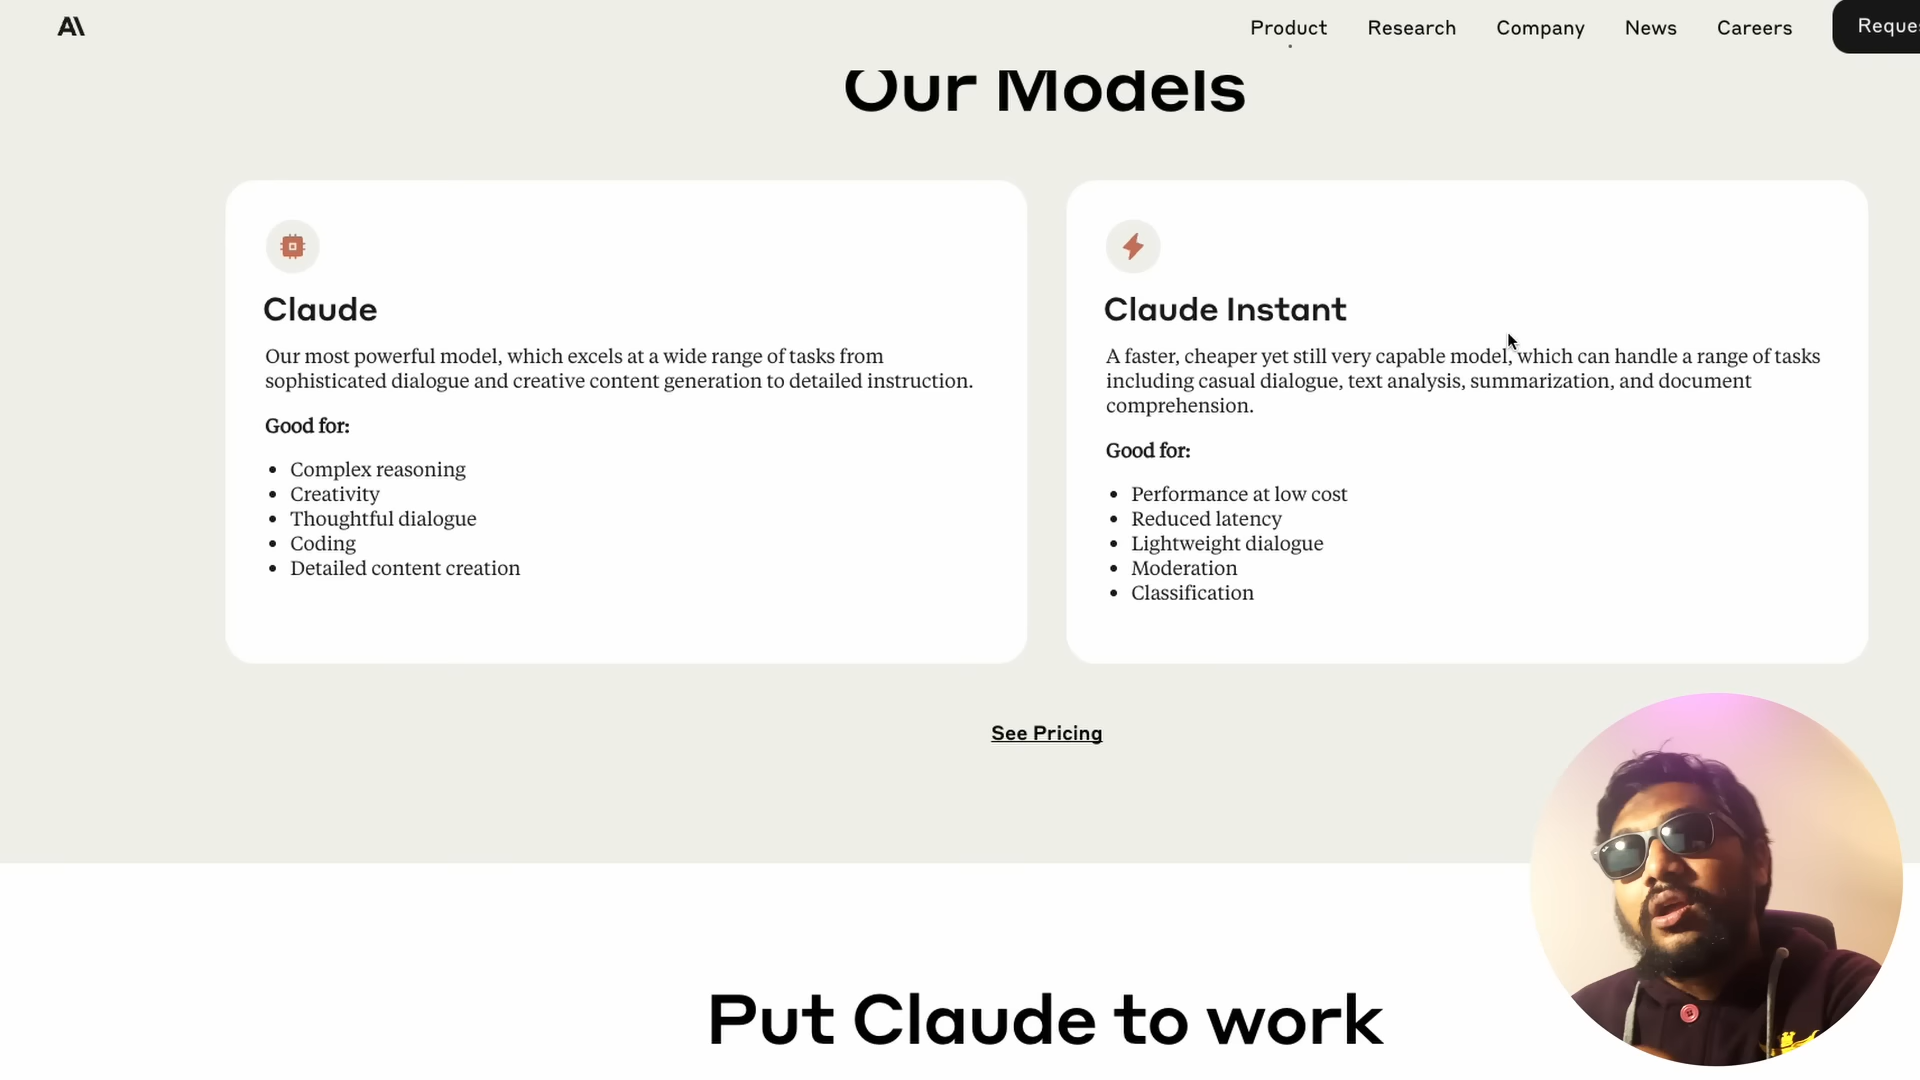 A\
Product Research Company News Careers Reques
Our Models
Claude
Our most powerful model, which excels at a wide range of tasks from
sophisticated dialogue and creative content generation to detailed instruction.
Good for:
• Complex reasoning
• Creativity
• Thoughtful dialogue
• Coding
• Detailed content creation
Claude Instant
A faster, cheaper yet still very capable model, which can handle a range of tasks
including casual dialogue, text analysis, summarization, and document
comprehension.
Good for:
• Performance at low cost
• Reduced latency
• Lightweight dialogue
• Moderation
• Classification
See Pricing
Put Claude to work